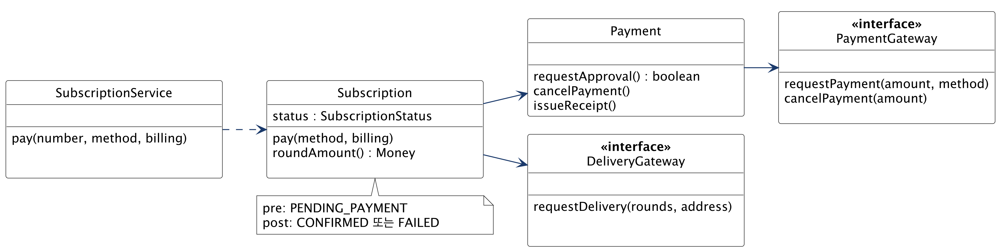 SubscriptionService
pay(number, method, billing)
Subscription
status : SubscriptionStatus
pay(method, billing)
roundAmount() : Money
pre: PENDING_PAYMENT
post: CONFIRMED 또는 FAILED
Payment
requestApproval() : boolean
cancelPayment()
issueReceipt()
«interface»
DeliveryGateway
requestDelivery(rounds, address)
«interface»
PaymentGateway
requestPayment(amount, method)
cancelPayment(amount)